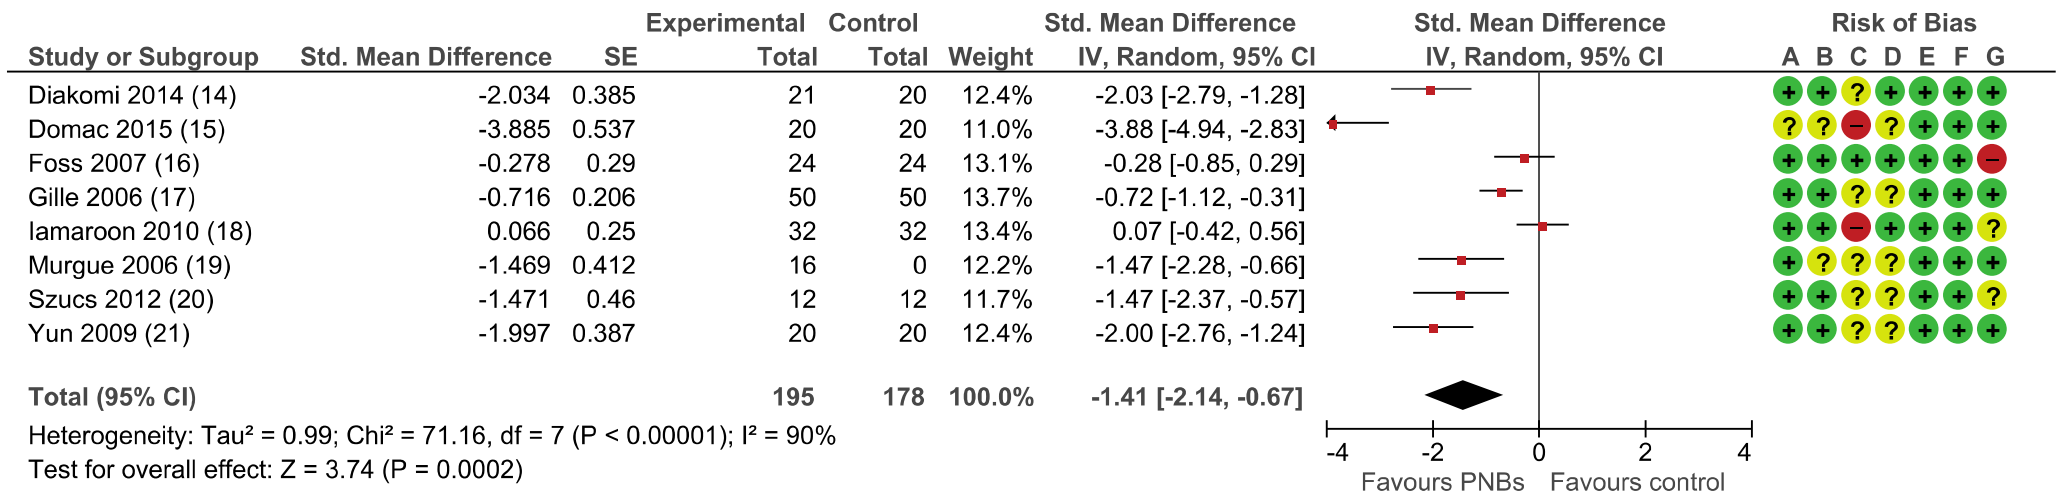 Experimental Control Std. Mean Difference Std. Mean Difference Risk of Bias
Study or Subgroup Std. Mean Difference SE Total Total Weight IV, Random, 95% CI IV, Random, 95% CI A B C D E F G
Diakomi 2014 (14) -2.034 0.385 21 20 12.4% -2.03 [-2.79, -1.28] + + ? + + + +
Domac 2015 (15) -3.885 0.537 20 20 11.0% -3.88 [-4.94, -2.83] ? ? – ? + + +
Foss 2007 (16) -0.278 0.29 24 24 13.1% -0.28 [-0.85, 0.29] + + + + + + –
Gille 2006 (17) -0.716 0.206 50 50 13.7% -0.72 [-1.12, -0.31] + + ? ? + + +
Iamaroon 2010 (18) 0.066 0.25 32 32 13.4% 0.07 [-0.42, 0.56] + + – + + + ?
Murgue 2006 (19) -1.469 0.412 16 0 12.2% -1.47 [-2.28, -0.66] + ? ? ? + + +
Szucs 2012 (20) -1.471 0.46 12 12 11.7% -1.47 [-2.37, -0.57] + + ? ? + + ?
Yun 2009 (21) -1.997 0.387 20 20 12.4% -2.00 [-2.76, -1.24] + + ? ? + + +
Total (95% CI) 195 178 100.0% -1.41 [-2.14, -0.67]
Heterogeneity: Tau² = 0.99; Chi² = 71.16, df = 7 (P < 0.00001); I² = 90%
Test for overall effect: Z = 3.74 (P = 0.0002)
-4 -2 0 2 4
Favours PNBs Favours control